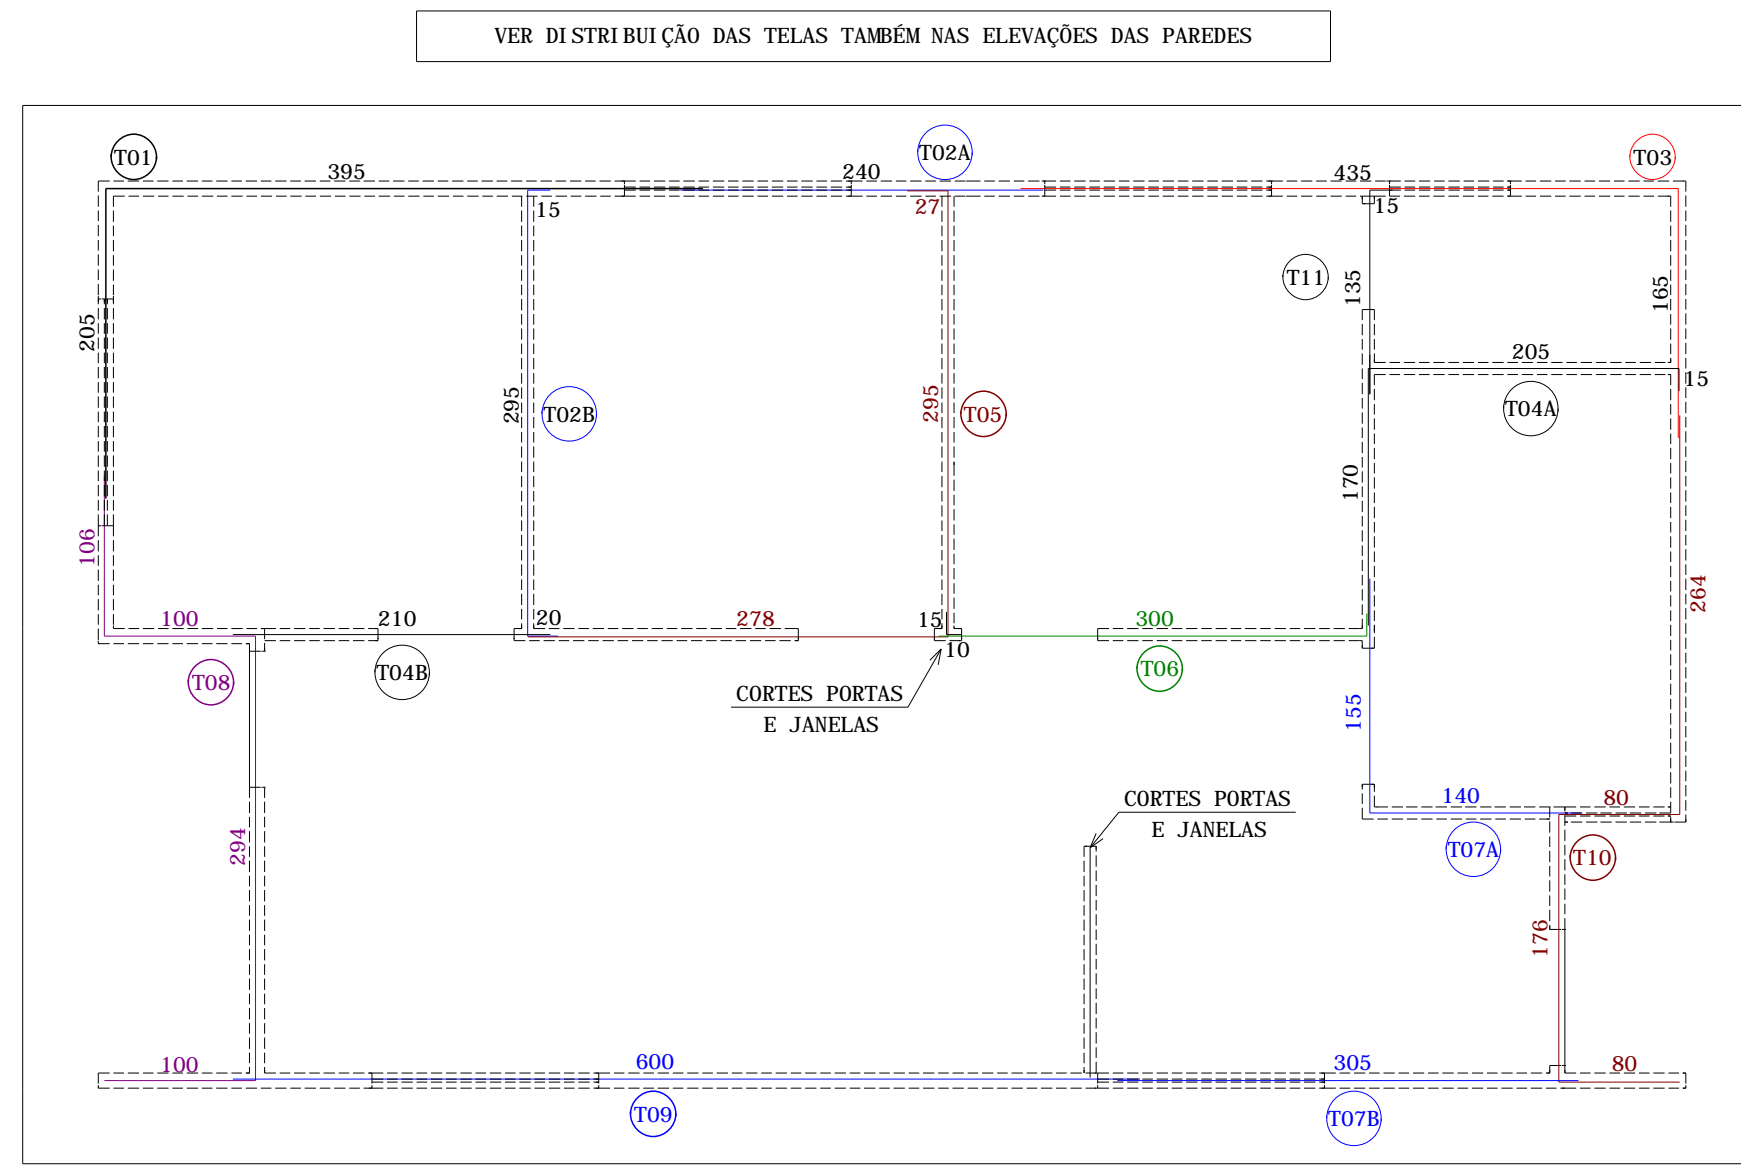 VER DISTRIBUIÇÃO DAS TELAS TAMBÉM NAS ELEVAÇÕES DAS PAREDES
T01
395
240
T02A
435
T03
15
27
15
T11
135
165
205
205
15
295
T02B
295
T05
T04A
170
106
100
210
20
278
15
300
264
10
T08
T04B
T06
CORTES PORTAS
E JANELAS
155
CORTES PORTAS
E JANELAS
140
80
294
T07A
T10
176
100
600
305
80
T09
T07B